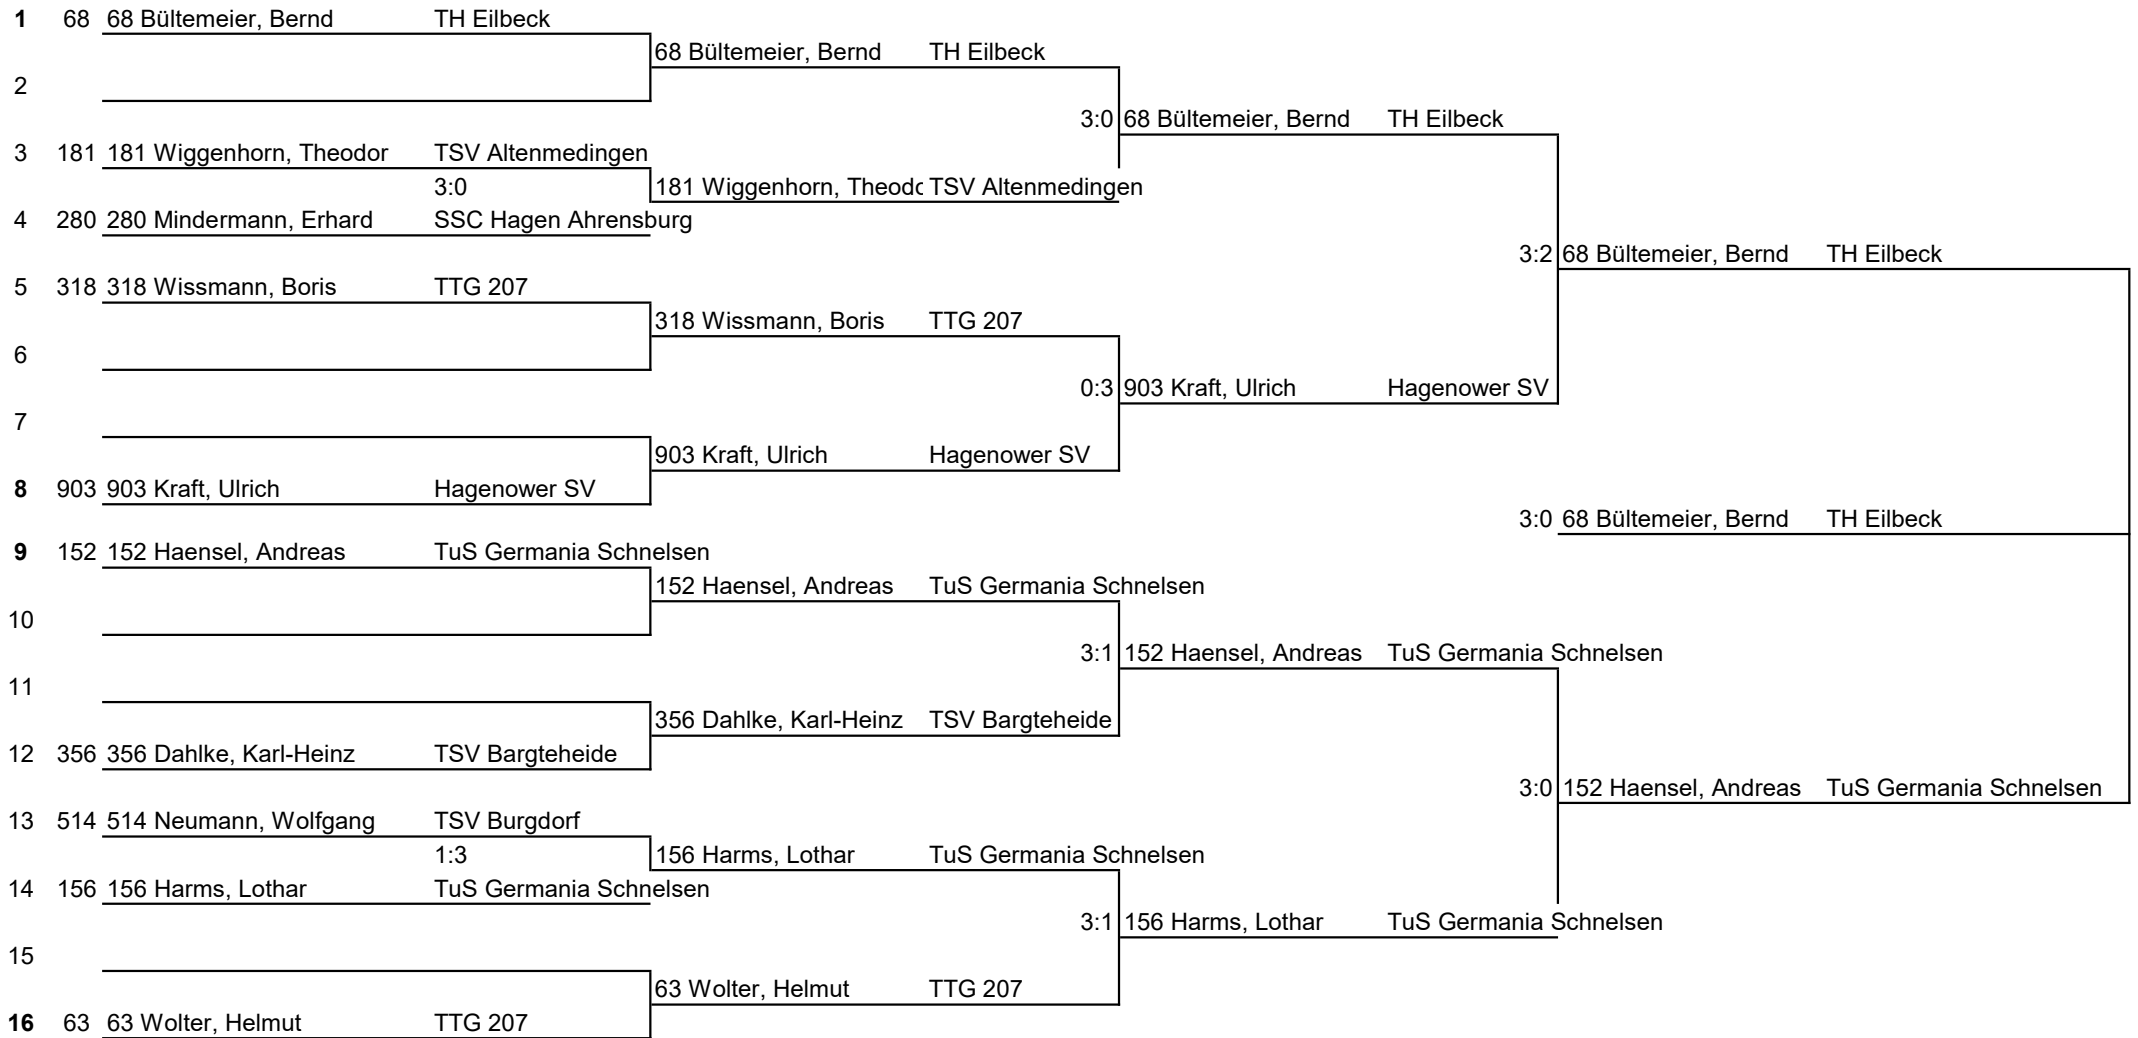 1 68 68 Bültemeier, Bernd TH Eilbeck
68 Bültemeier, Bernd TH Eilbeck
2
3:0 68 Bültemeier, Bernd TH Eilbeck
3 181 181 Wiggenhorn, Theodor TSV Altenmedingen
3:0 181 Wiggenhorn, Theodo TSV Altenmedingen
4 280 280 Mindermann, Erhard SSC Hagen Ahrensburg
3:2 68 Bültemeier, Bernd TH Eilbeck
5 318 318 Wissmann, Boris TTG 207
318 Wissmann, Boris TTG 207
6
0:3 903 Kraft, Ulrich Hagenower SV
7
903 Kraft, Ulrich Hagenower SV
8 903 903 Kraft, Ulrich Hagenower SV
3:0 68 Bültemeier, Bernd TH Eilbeck
9 152 152 Haensel, Andreas TuS Germania Schnelsen
152 Haensel, Andreas TuS Germania Schnelsen
10
3:1 152 Haensel, Andreas TuS Germania Schnelsen
11
356 Dahlke, Karl-Heinz TSV Bargteheide
12 356 356 Dahlke, Karl-Heinz TSV Bargteheide
3:0 152 Haensel, Andreas TuS Germania Schnelsen
13 514 514 Neumann, Wolfgang TSV Burgdorf
1:3 156 Harms, Lothar TuS Germania Schnelsen
14 156 156 Harms, Lothar TuS Germania Schnelsen
3:1 156 Harms, Lothar TuS Germania Schnelsen
15
63 Wolter, Helmut TTG 207
16 63 63 Wolter, Helmut TTG 207